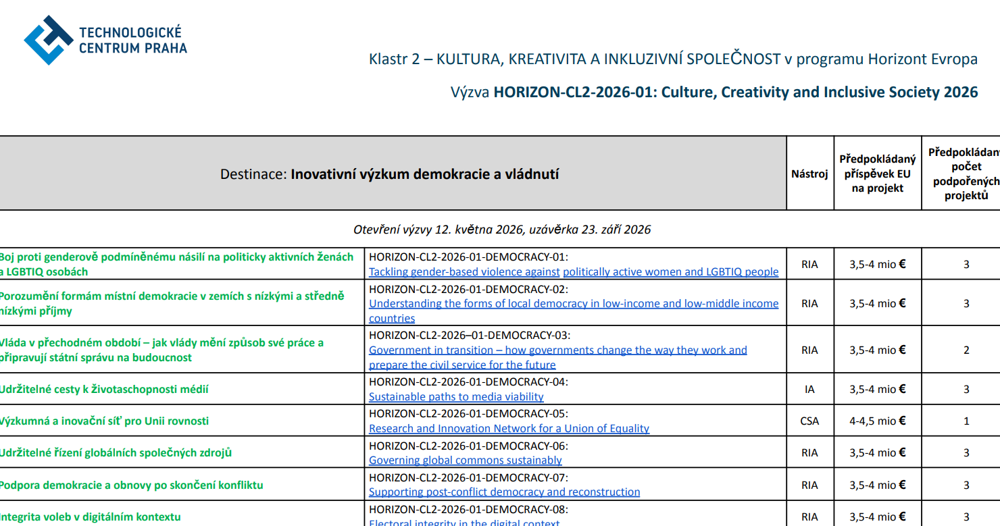 TECHNOLOGICKÉ
CENTRUM PRAHA
Klastr 2 – KULTURA, KREATIVITA A INKLUZIVNÍ SPOLEČNOST v programu Horizont Evropa
Výzva HORIZON-CL2-2026-01: Culture, Creativity and Inclusive Society 2026
Destinace: Inovativní výzkum demokracie a vládnutí
Nástroj
Předpokládaný
příspěvek EU
na projekt
Předpokládaný
počet
podpořených
projektů
Otevření výzvy 12. května 2026, uzávěrka 23. září 2026
Boj proti genderově podmíněnému násilí na politicky aktivních ženách
a LGBTIQ osobách
HORIZON-CL2-2026-01-DEMOCRACY-01:
Tackling gender-based violence against politically active women and LGBTIQ people
RIA
3,5-4 mio €
3
Porozumění formám místní demokracie v zemích s nízkými a středně
nízkými příjmy
HORIZON-CL2-2026-01-DEMOCRACY-02:
Understanding the forms of local democracy in low-income and low-middle income
countries
RIA
3,5-4 mio €
3
Vláda v přechodném období – jak vlády mění způsob své práce a
připravují státní správu na budoucnost
HORIZON-CL2-2026–01-DEMOCRACY-03:
Government in transition – how governments change the way they work and
prepare the civil service for the future
RIA
3,5-4 mio €
2
Udržitelné cesty k životaschopnosti médií
HORIZON-CL2-2026-01-DEMOCRACY-04:
Sustainable paths to media viability
IA
3,5-4 mio €
3
Výzkumná a inovační síť pro Unii rovnosti
HORIZON-CL2-2026-01-DEMOCRACY-05:
Research and Innovation Network for a Union of Equality
CSA
4-4,5 mio €
1
Udržitelné řízení globálních společných zdrojů
HORIZON-CL2-2026-01-DEMOCRACY-06:
Governing global commons sustainably
RIA
3,5-4 mio €
3
Podpora demokracie a obnovy po skončení konfliktu
HORIZON-CL2-2026-01-DEMOCRACY-07:
Supporting post-conflict democracy and reconstruction
RIA
3,5-4 mio €
3
Integrita voleb v digitálním kontextu
HORIZON-CL2-2026-01-DEMOCRACY-08:
Electoral integrity in the digital context
RIA
3,5-4 mio €
3